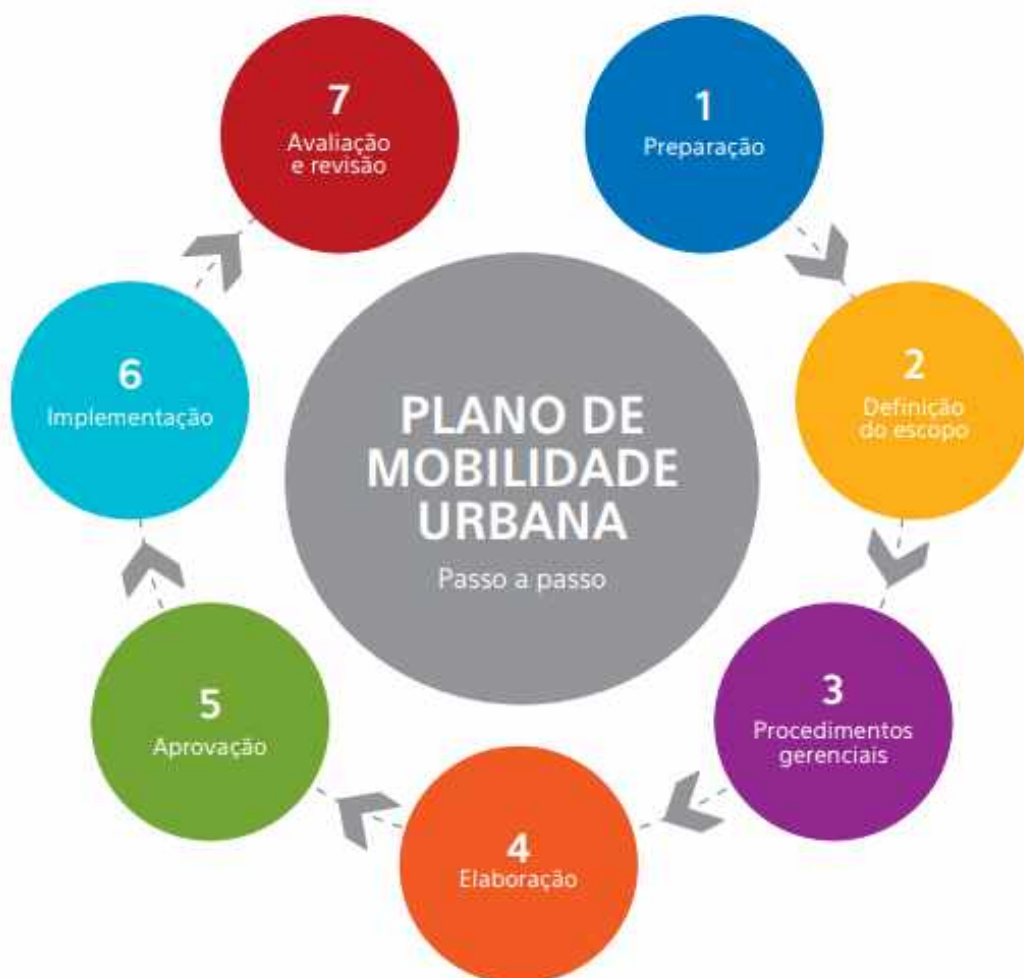 PLANO DE
MOBILIDADE
URBANA
Passo a passo
1
Preparação
2
Definição
do escopo
3
Procedimentos
gerenciais
4
Elaboração
5
Aprovação
6
Implementação
7
Avaliação
e revisão